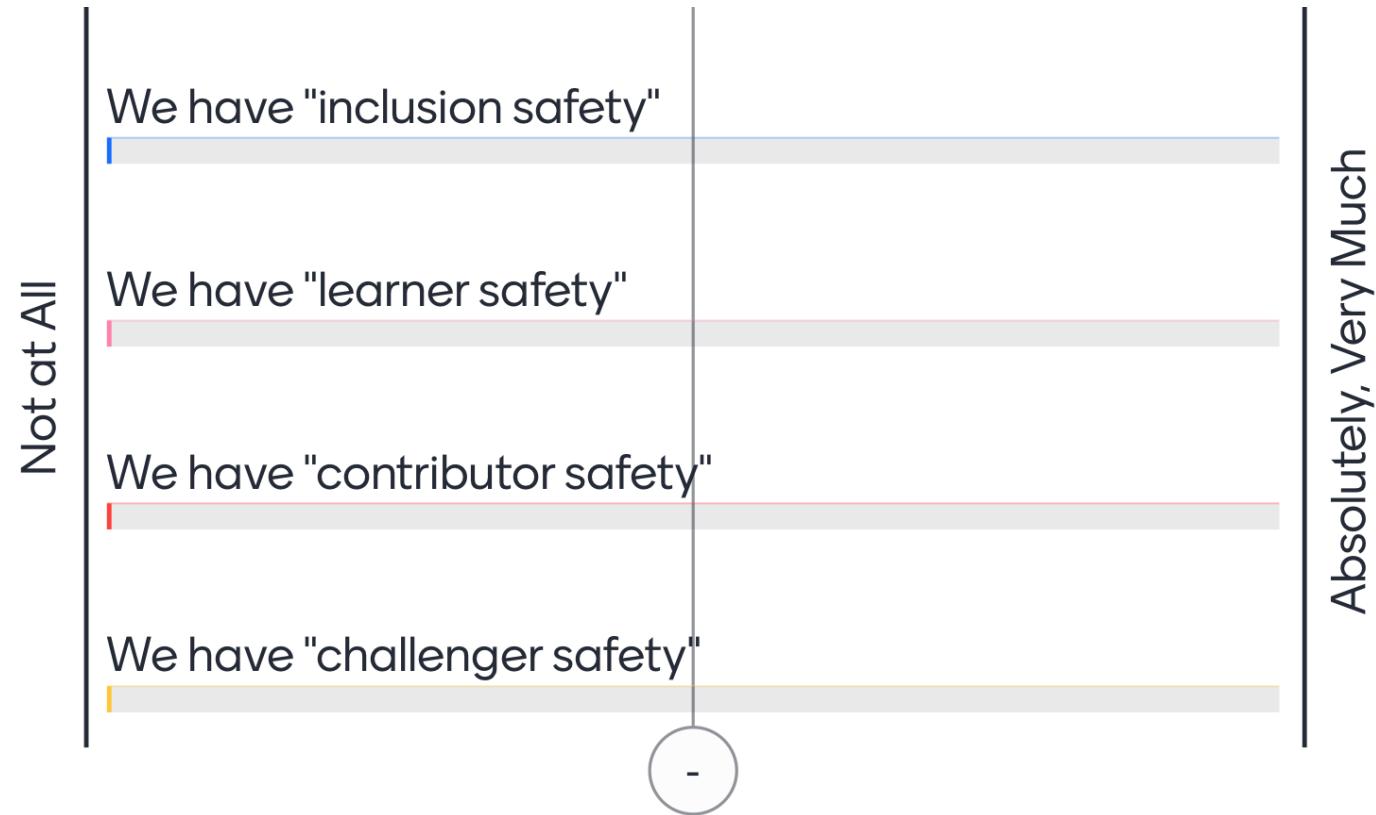 We have "inclusion safety"
We have "learner safety"
Not at All
We have "contributor safety"
Absolutely, Very Much
We have "challenger safety"
-